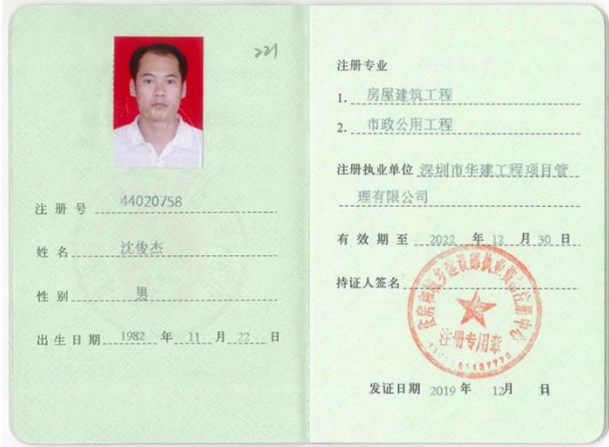 221
注册号 44020758
姓名 沈俊杰
性别 男
出生日期 1982 年 11 月 22 日
注册专业
1. 房屋建筑工程
2. 市政公用工程
注册执业单位 深圳市华建工程项目管
理有限公司
有效期至 2022 年 12 月 30 日
持证人签名
注册专用章
发证日期 2019 年 12月 日